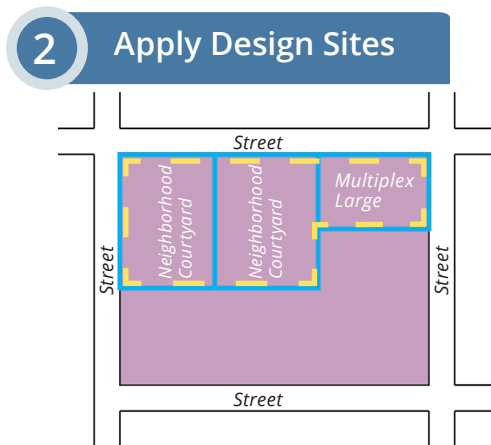 2
Apply Design Sites
Street
Neighborhood
Courtyard
Neighborhood
Courtyard
Multiplex
Large
Street
Street
Street